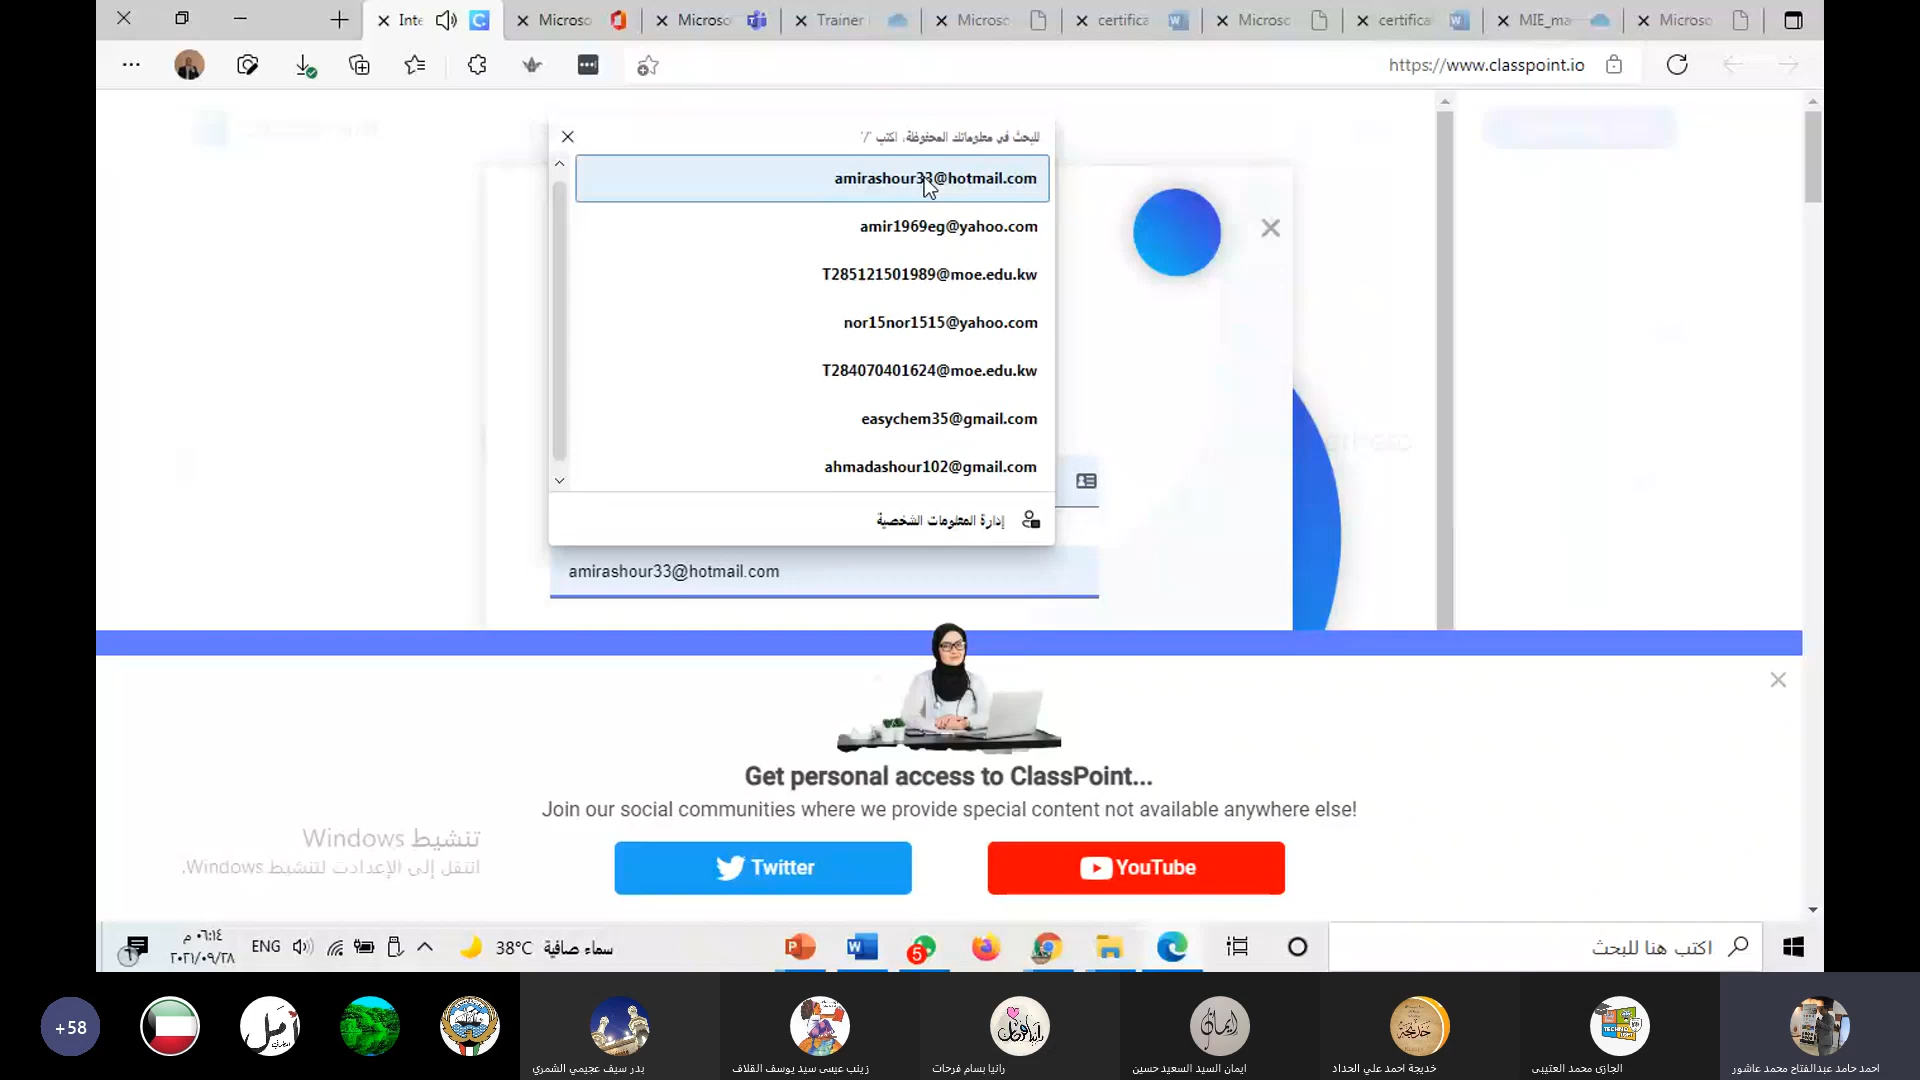 Inte
Microso
Microso
Trainer
Microso
certifica
Microso
certifica
MIE_ma
Microso
https://www.classpoint.io
للبحث في معلوماتك المحفوظة، اكتب '/'
amirashour33@hotmail.com
amir1969eg@yahoo.com
T285121501989@moe.edu.kw
nor15nor1515@yahoo.com
T284070401624@moe.edu.kw
easychem35@gmail.com
ahmadashour102@gmail.com
إدارة المعلومات الشخصية
amirashour33@hotmail.com
Get personal access to ClassPoint...
Join our social communities where we provide special content not available anywhere else!
Twitter
YouTube
تنشيط Windows
انتقل إلى الإعدادت لتنشيط Windows.
٠٦:١٤ م
٢٠٢١/٠٩/٢٨
ENG
38°C سماء صافية
5
اكتب هنا للبحث
+58
أمل
بدر سيف عجيمي الشمري
زينب عيسى سيد يوسف القلاف
رانيا بسام فرحات
ايمان السيد السعيد حسين
خديجة احمد علي الحداد
الجازى محمد العتيبى
احمد حامد عبدالفتاح محمد عاشور